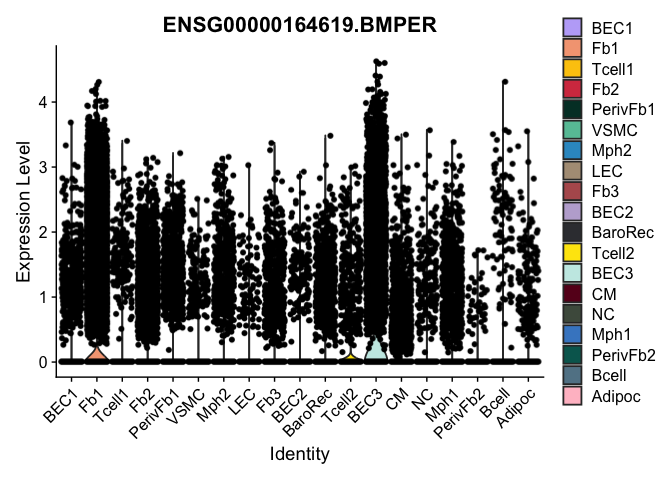 ENSG00000164619.BMPER
Expression Level
4
3
2
1
0
BEC1
Fb1
Tcell1
Fb2
PerivFb1
VSMC
Mph2
LEC
Fb3
BEC2
BaroRec
Tcell2
BEC3
CM
NC
Mph1
PerivFb2
Bcell
Adipoc
Identity
BEC1
Fb1
Tcell1
Fb2
PerivFb1
VSMC
Mph2
LEC
Fb3
BEC2
BaroRec
Tcell2
BEC3
CM
NC
Mph1
PerivFb2
Bcell
Adipoc